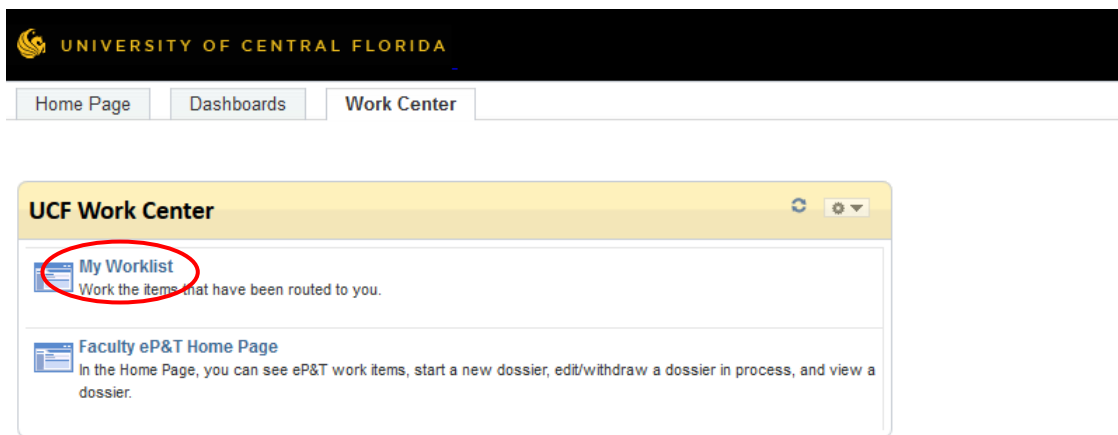 UNIVERSITY OF CENTRAL FLORIDA
Home Page
Dashboards
Work Center
UCF Work Center
My Worklist
Work the items that have been routed to you.
Faculty eP&T Home Page
In the Home Page, you can see eP&T work items, start a new dossier, edit/withdraw a dossier in process, and view a
dossier.